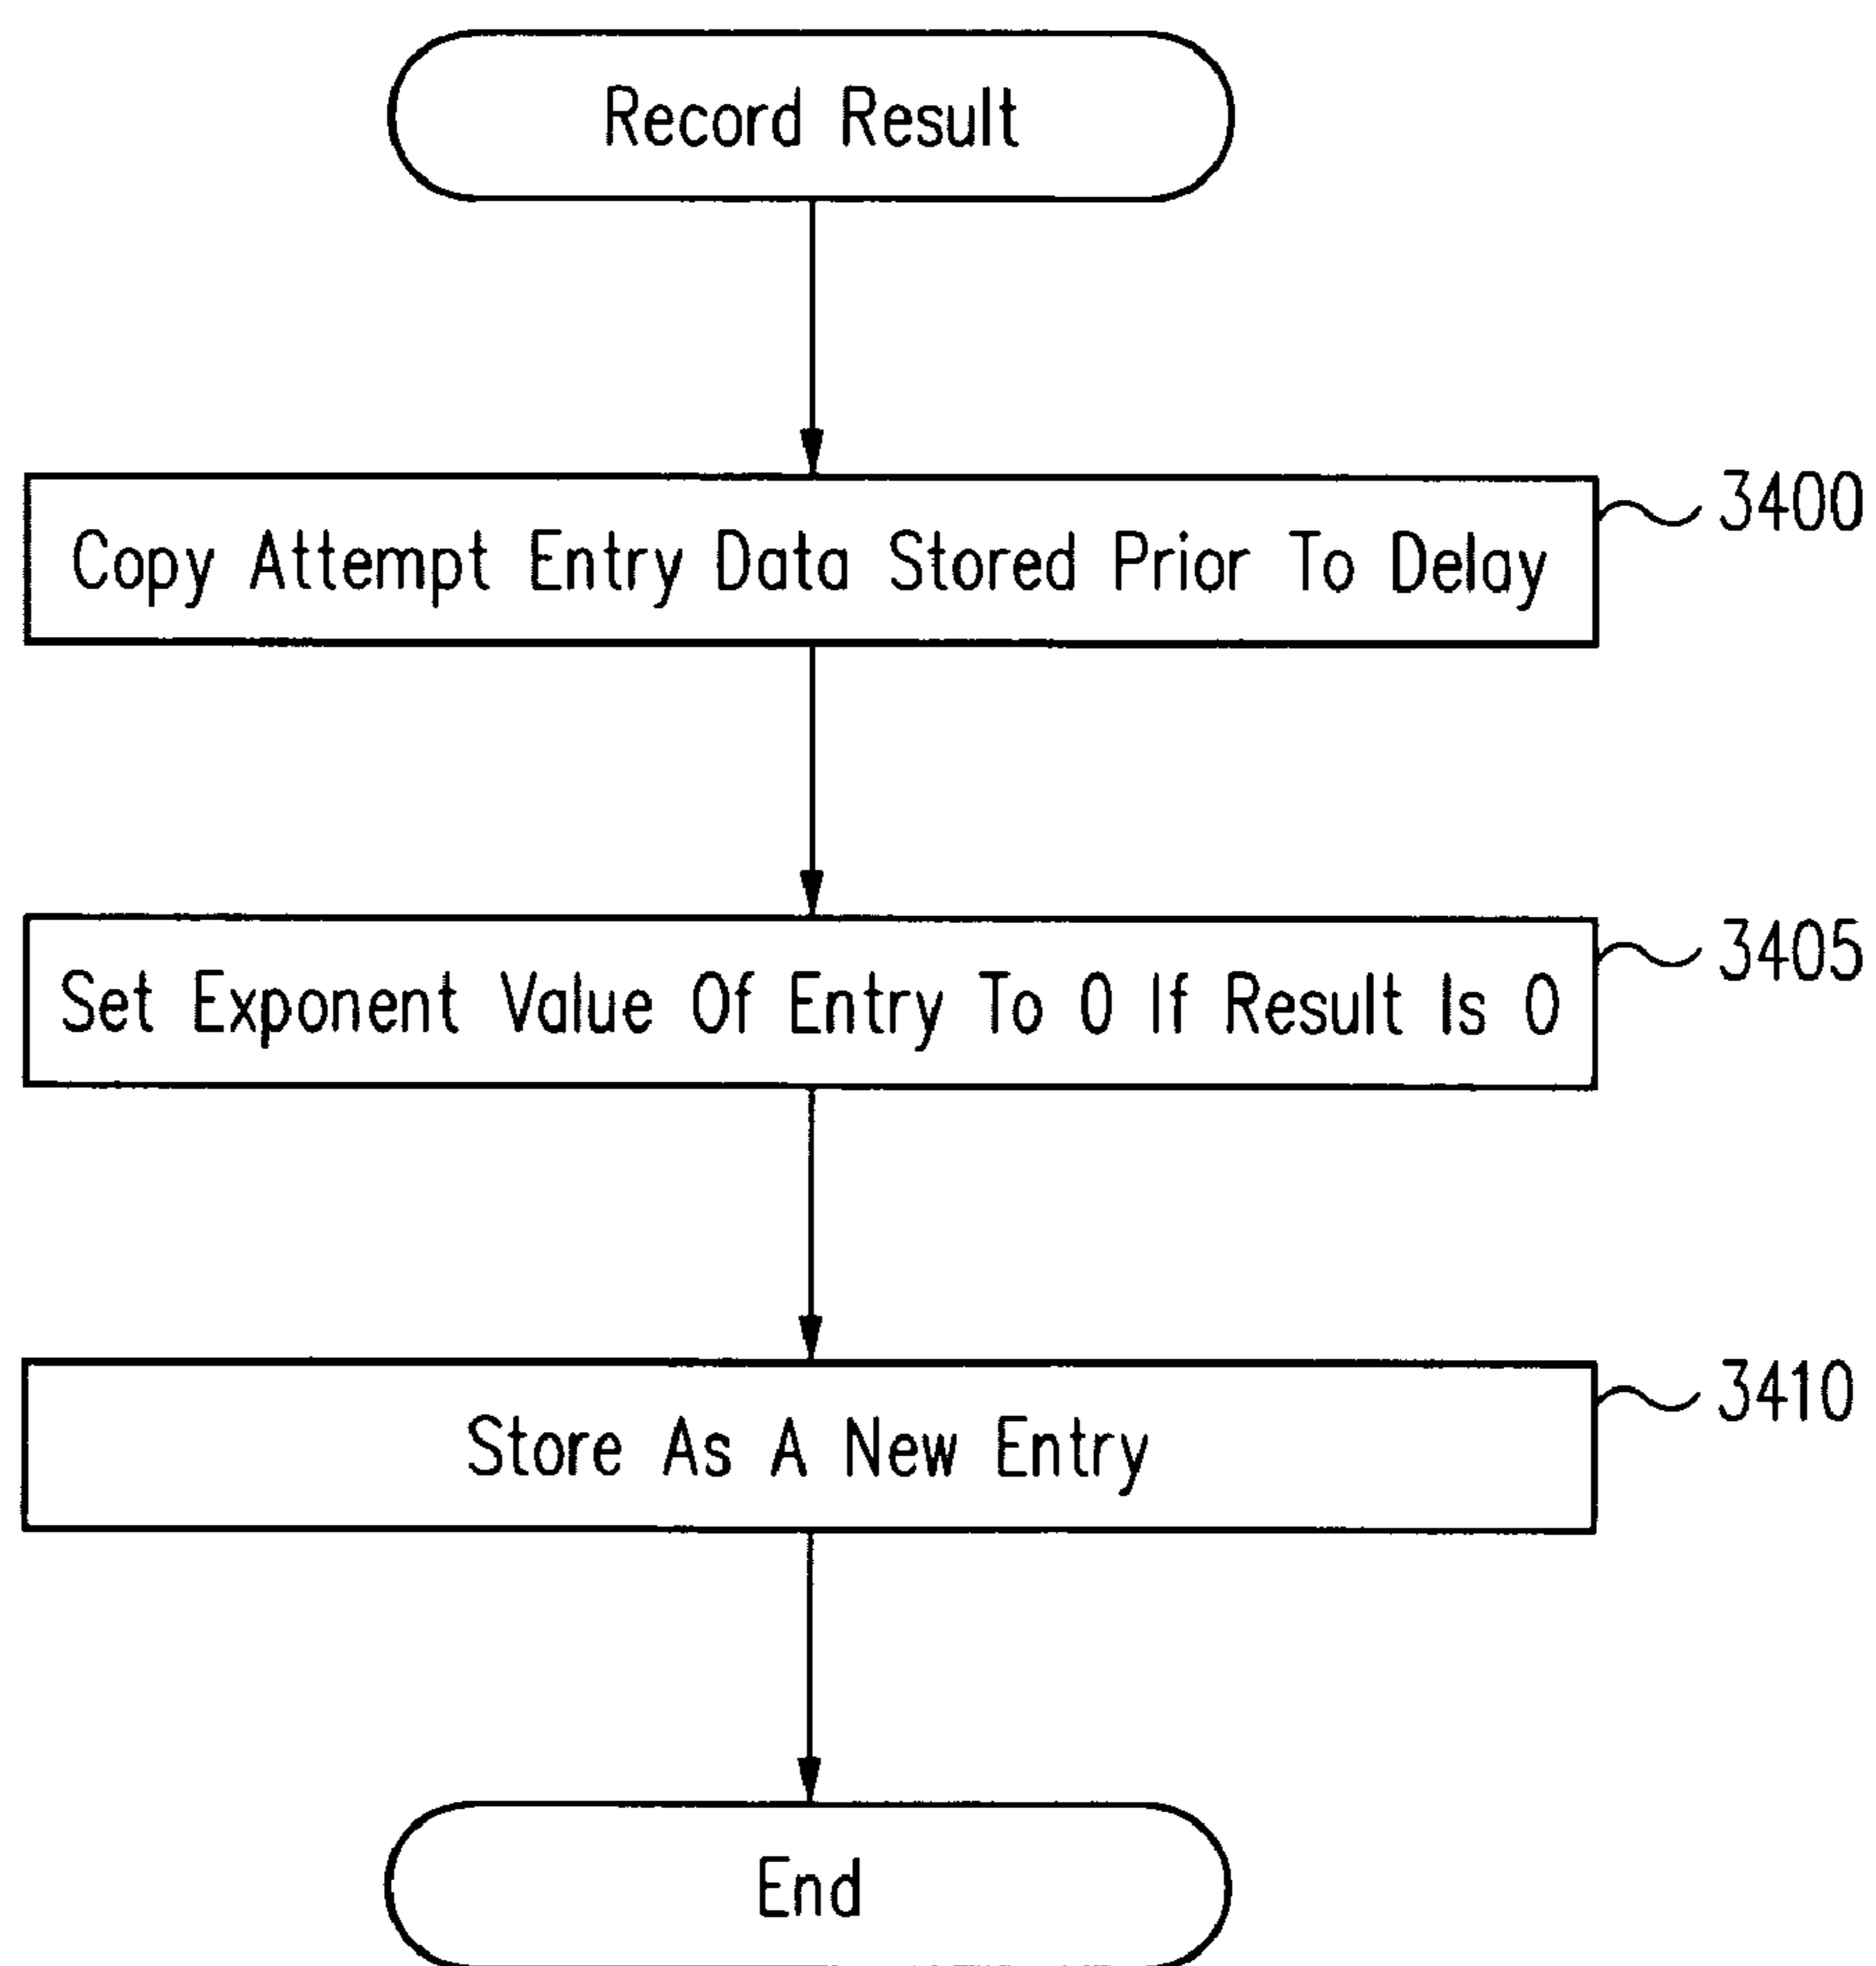 Record Result
Copy Attempt Entry Data Stored Prior To Delay
3400
Set Exponent Value Of Entry To 0 If Result Is 0
3405
Store As A New Entry
3410
End